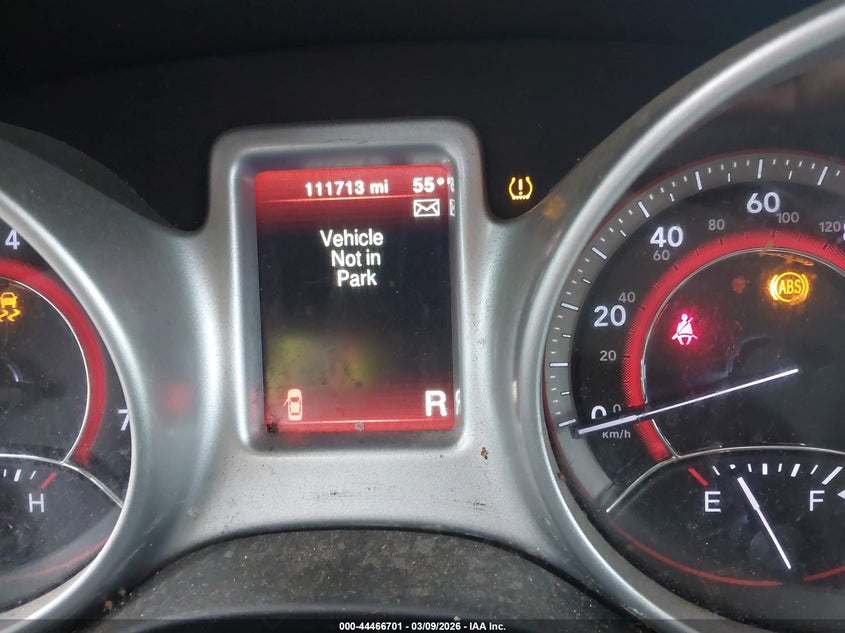 111713 mi 55°
Vehicle
Not in
Park
R
4
7
H
0
20
40
60
0
20
40
60
80
100
120
km/h
ABS
E
F
000-44466701 - 03/09/2026 - IAA Inc.